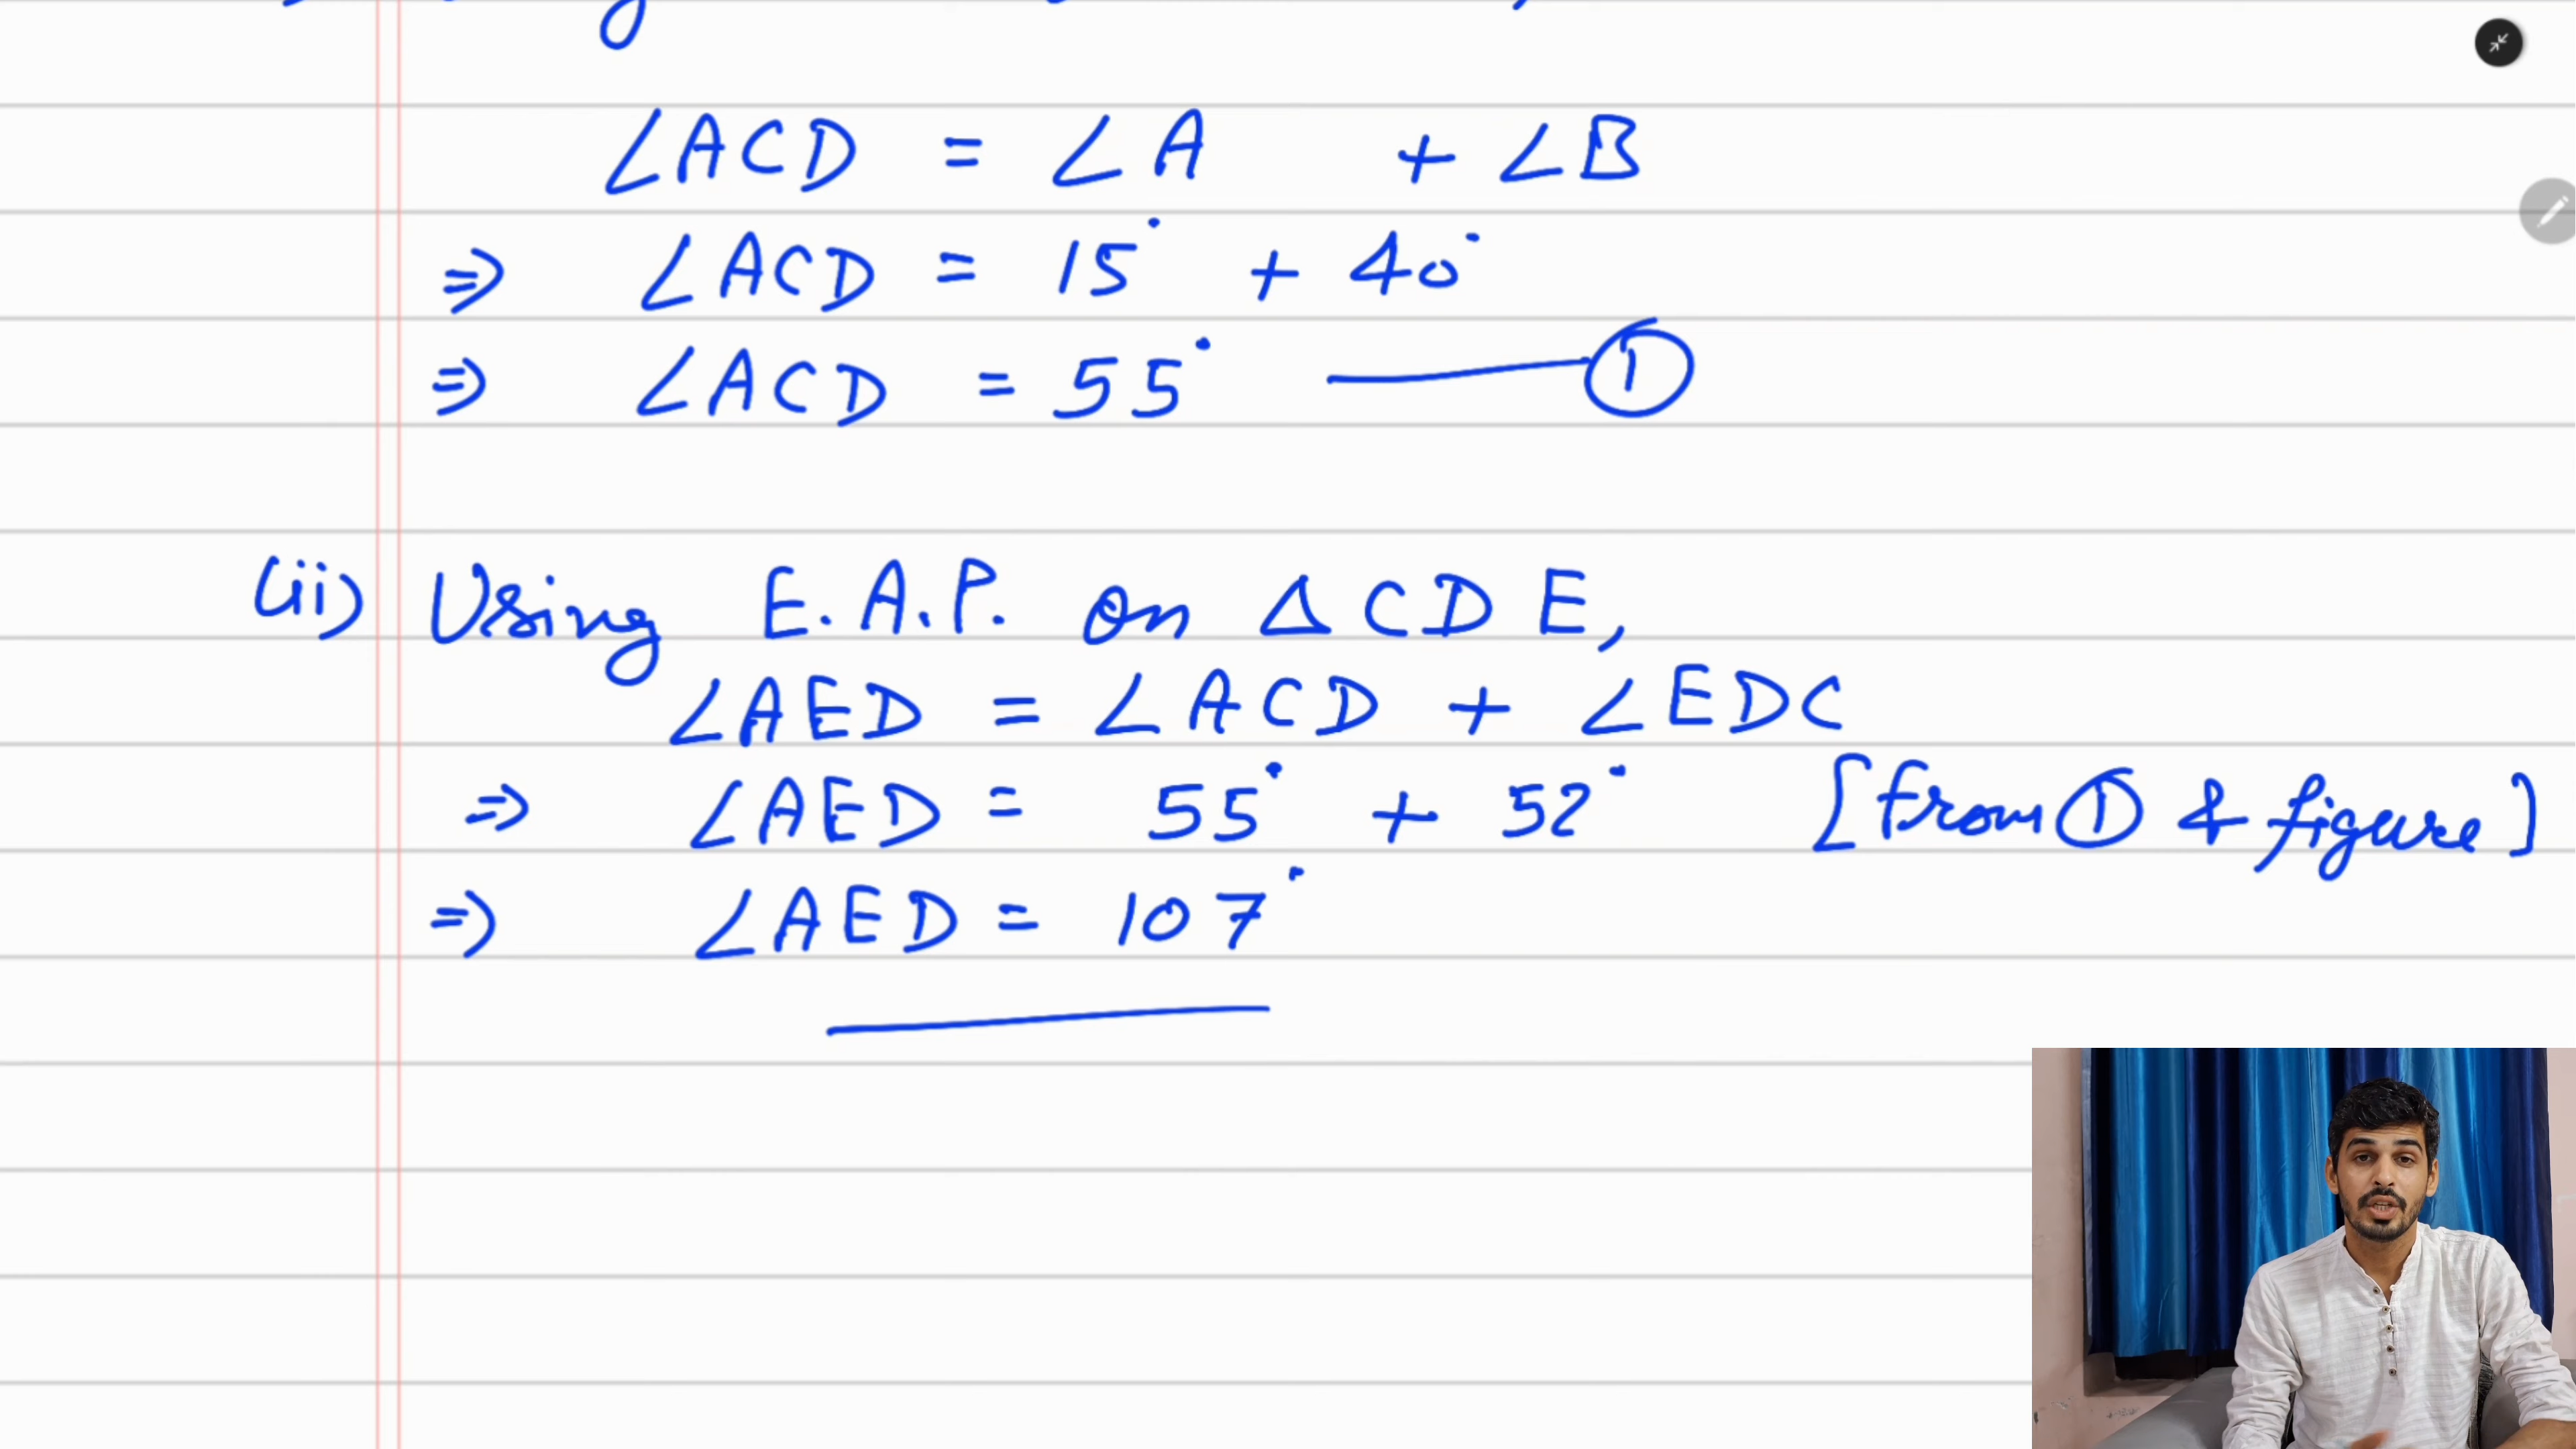 ∠ACD = ∠A + ∠B
⇒ ∠ACD = 15° + 40°
⇒ ∠ACD = 55° —— ①
(ii) Using E.A.P. on Δ CDE,
∠AED = ∠ACD + ∠EDC
⇒ ∠AED = 55° + 52° [from ① & figure]
⇒ ∠AED = 107°